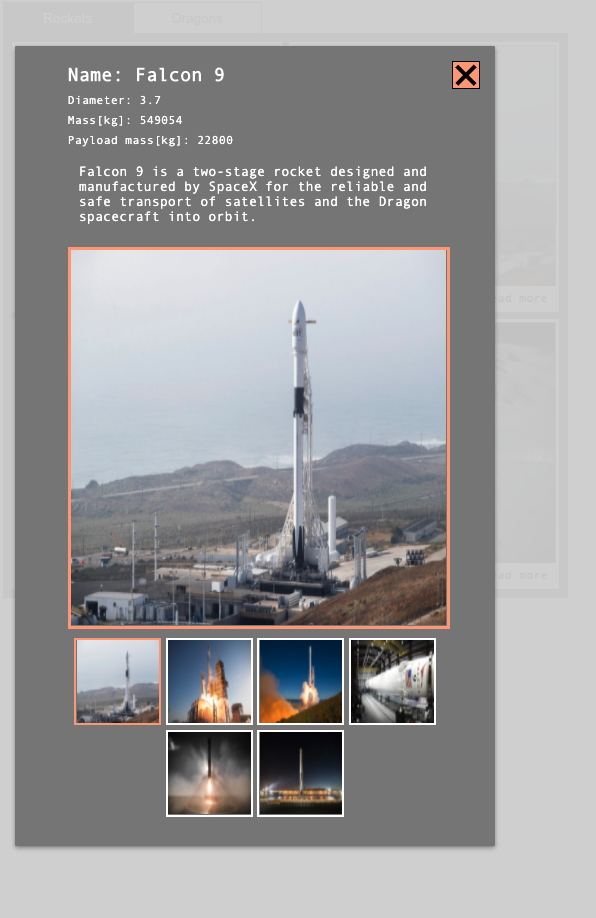 Rockets
Dragons
Name: Falcon 9
Diameter: 3.7
Mass[kg]: 549054
Payload mass[kg]: 22800
Falcon 9 is a two-stage rocket designed and
manufactured by SpaceX for the reliable and
safe transport of satellites and the Dragon
spacecraft into orbit.
more
more